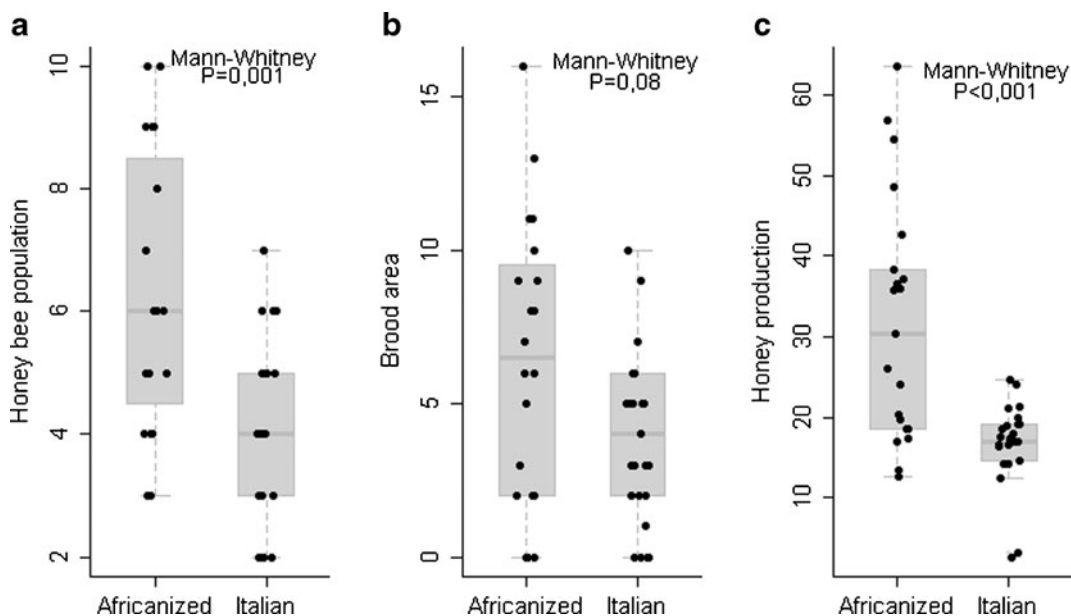 a
Mann-Whitney
P=0,001
Honey bee population
10
8
6
4
2
Africanized Italian
b
Mann-Whitney
P=0,08
Brood area
15
10
5
0
Africanized Italian
c
Mann-Whitney
P<0,001
Honey production
60
50
40
30
20
10
Africanized Italian